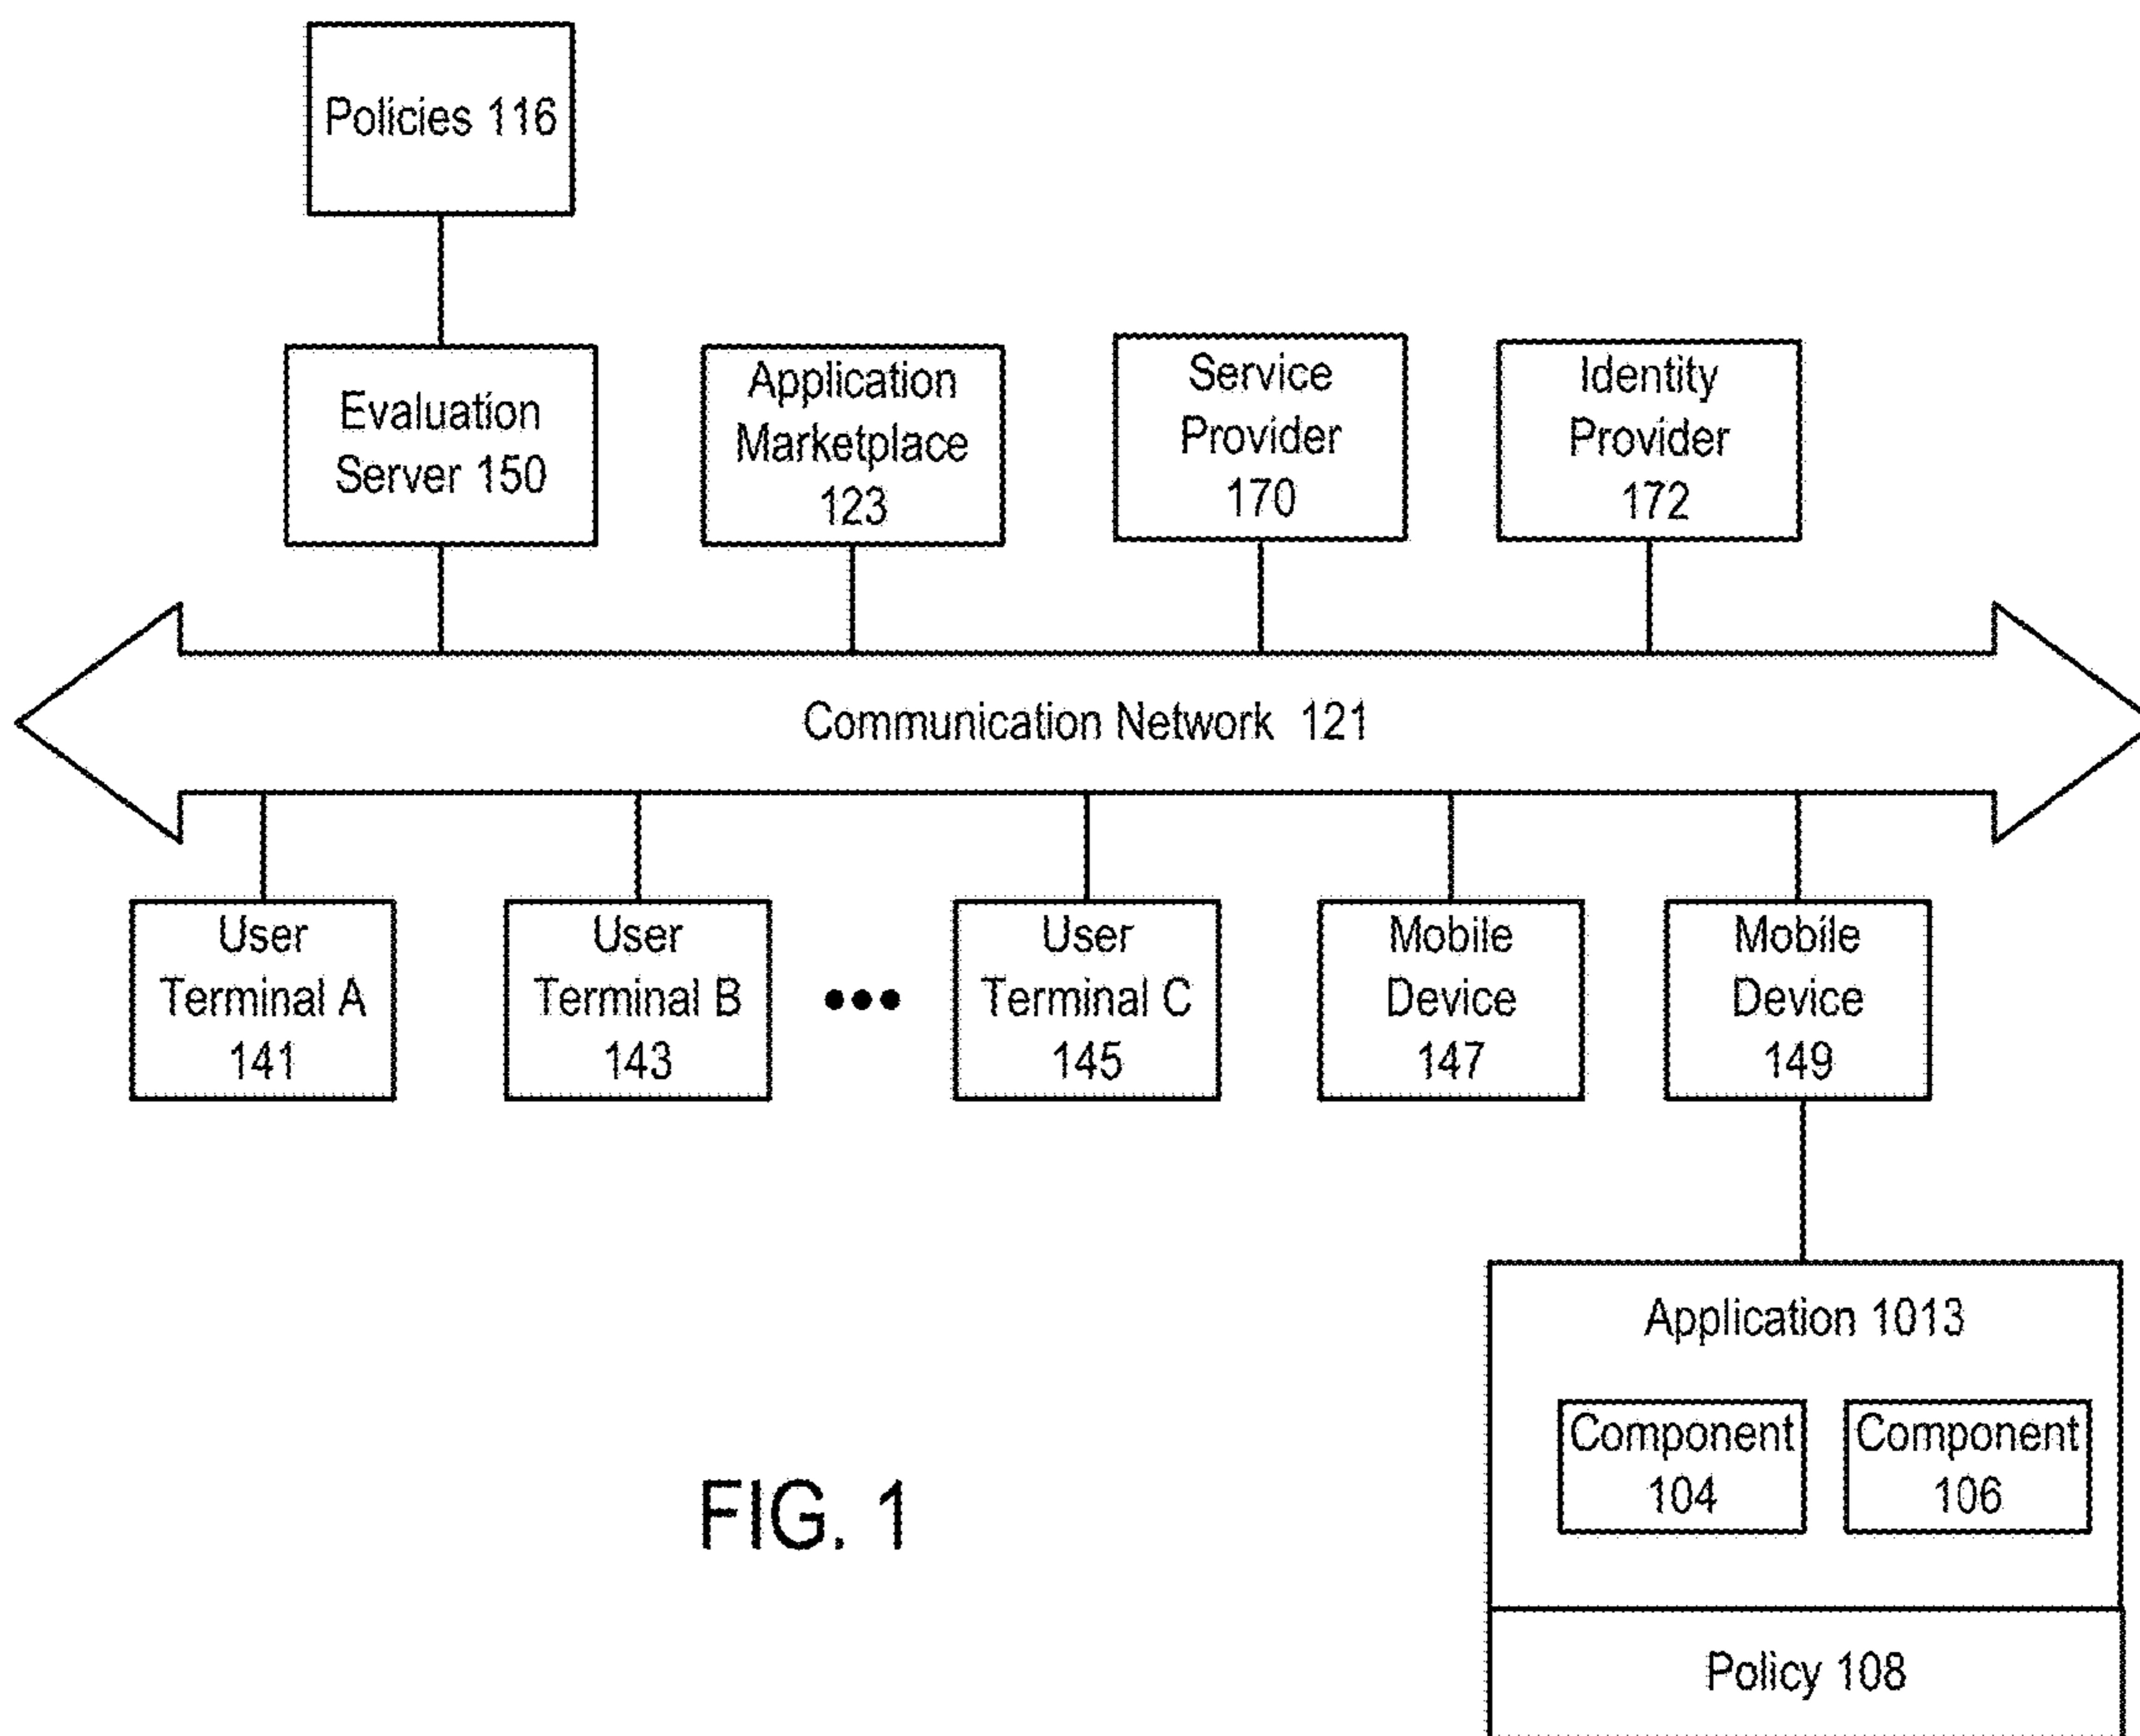 Policies 116
Evaluation
Server 150
Application
Marketplace
123
Service
Provider
170
Identity
Provider
172
Communication Network 121
User
Terminal A
141
User
Terminal B
143
•••
User
Terminal C
145
Mobile
Device
147
Mobile
Device
149
Application 1013
Component
104
Component
106
Policy 108
FIG. 1